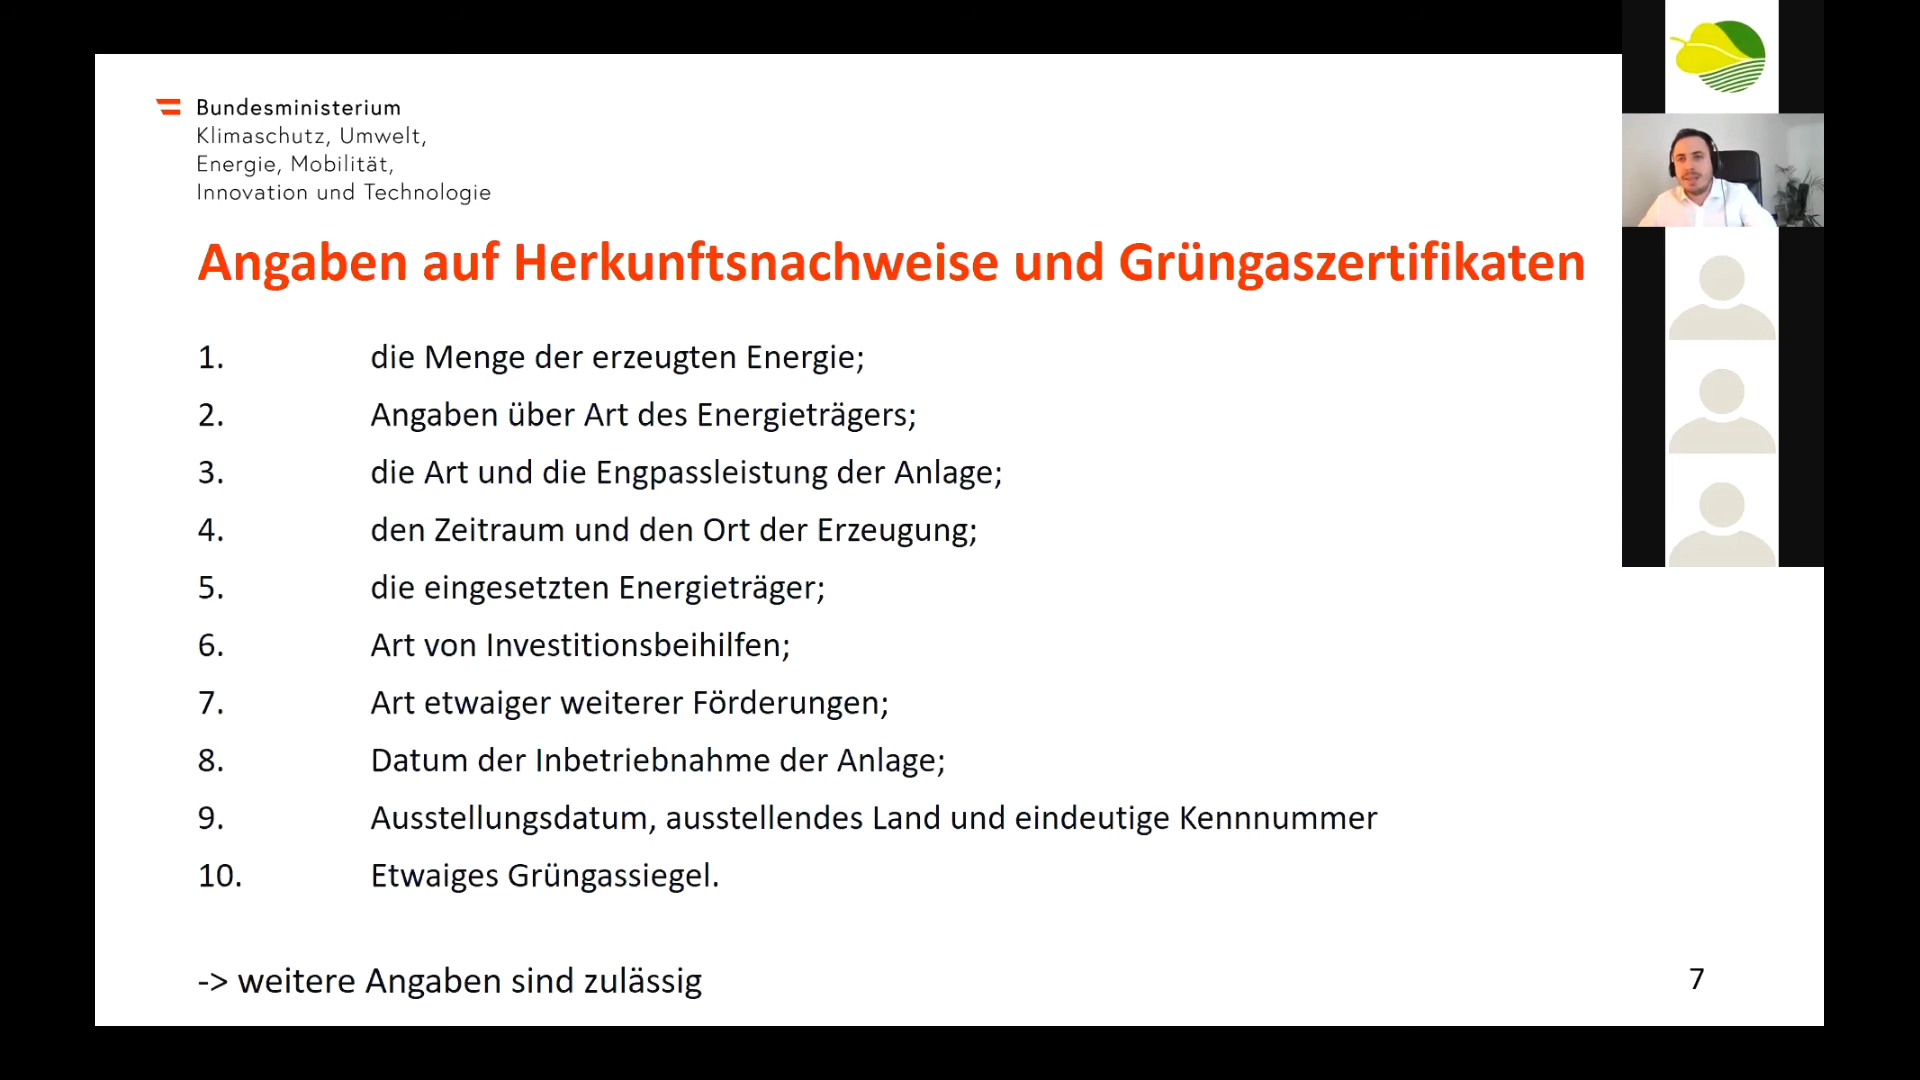 Bundesministerium
Klimaschutz, Umwelt,
Energie, Mobilität,
Innovation und Technologie
Angaben auf Herkunftsnachweise und Grüngaszertifikaten
1. die Menge der erzeugten Energie;
2. Angaben über Art des Energieträgers;
3. die Art und die Engpassleistung der Anlage;
4. den Zeitraum und den Ort der Erzeugung;
5. die eingesetzten Energieträger;
6. Art von Investitionsbeihilfen;
7. Art etwaiger weiterer Förderungen;
8. Datum der Inbetriebnahme der Anlage;
9. Ausstellungsdatum, ausstellendes Land und eindeutige Kennnummer
10. Etwaiges Grüngassiegel.
-> weitere Angaben sind zulässig
7